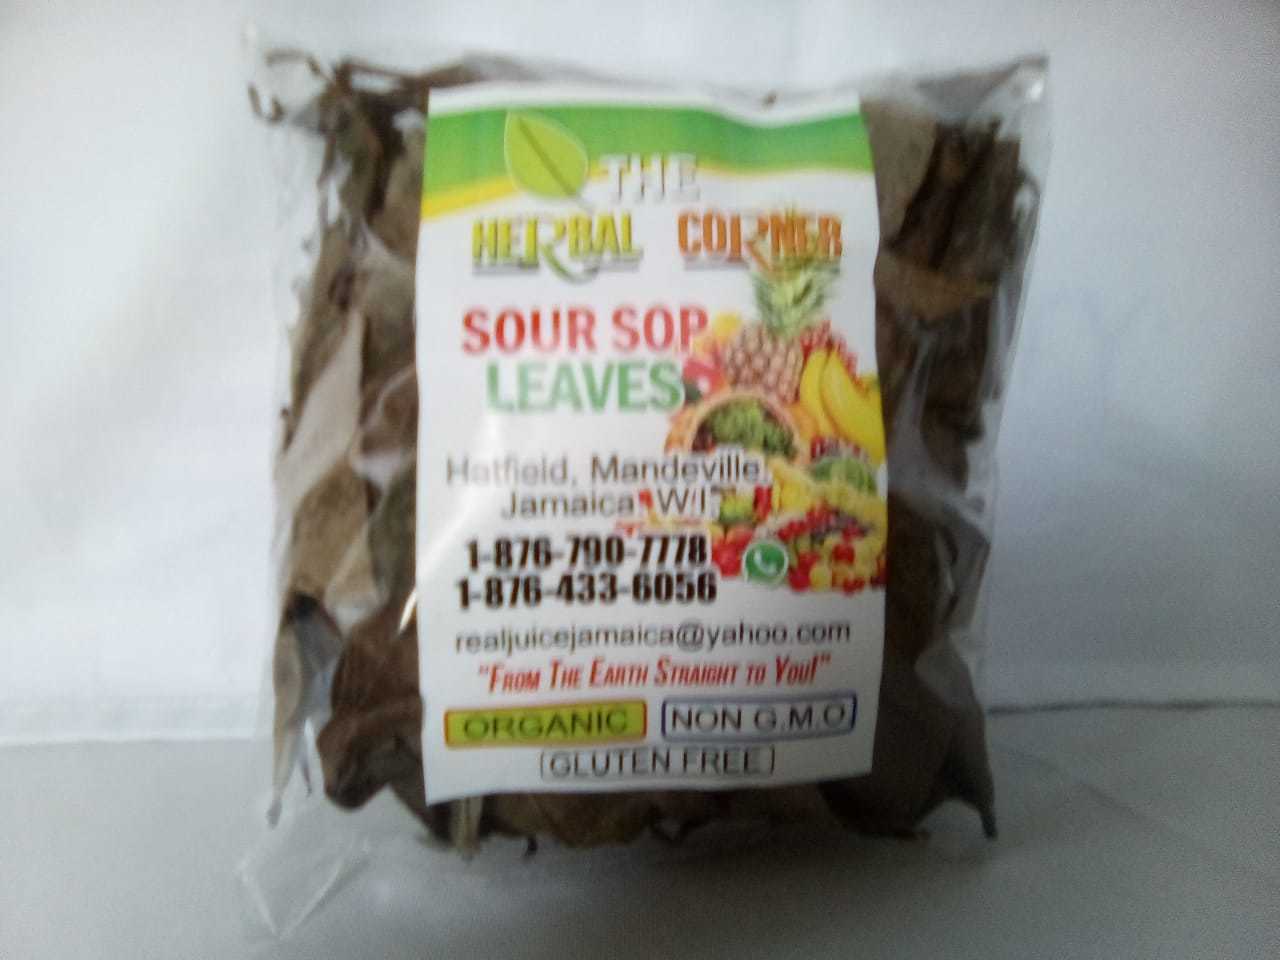 THE
HERBAL CORNER
SOUR SOP
LEAVES
Hatfield, Mandeville,
Jamaica, W.I.
1-876-790-7778
1-876-433-6056
realjuicejamaica@yahoo.com
"FROM THE EARTH STRAIGHT TO YOU!"
ORGANIC NON G.M.O
GLUTEN FREE